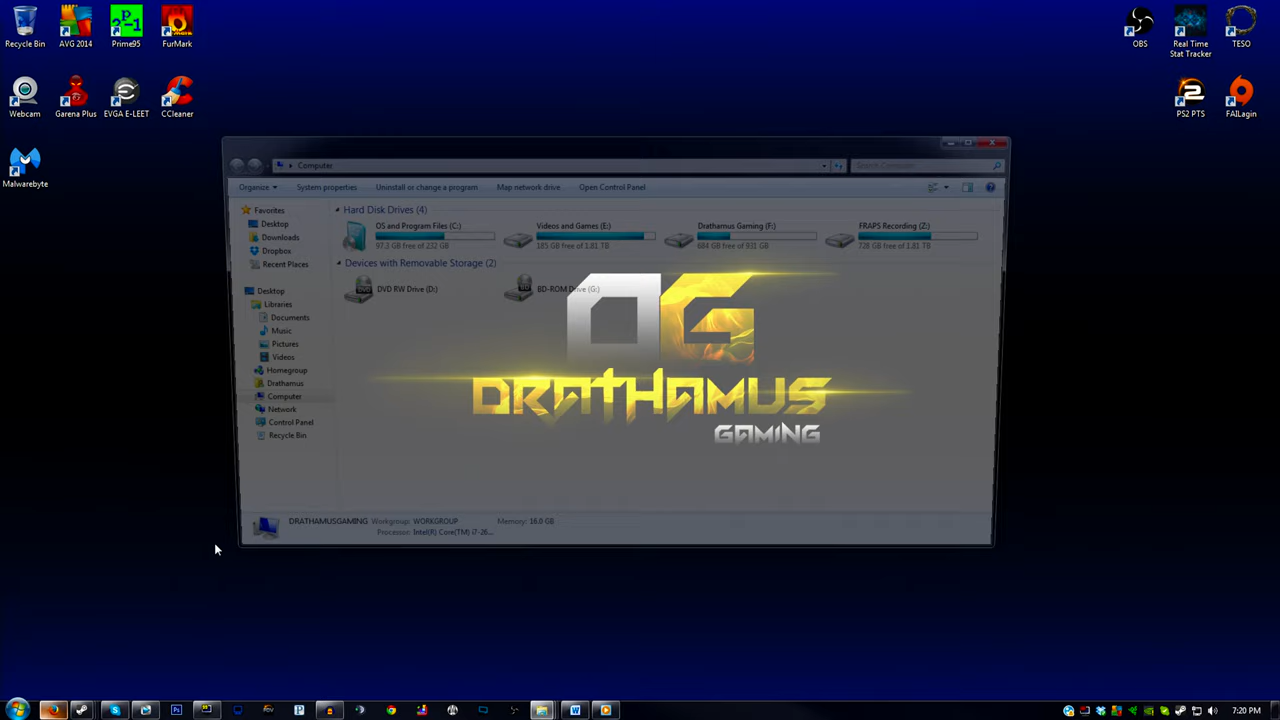 Recycle Bin
AVG 2014
Prime95
FurMark
OBS
Real Time
Stat Tracker
TESO
Webcam
Garena Plus
EVGA E-LEET
CCleaner
PS2 PTS
FAILagin
Malwarebyte
Computer
Search Computer
Organize
System properties
Uninstall or change a program
Map network drive
Open Control Panel
Favorites
Desktop
Downloads
Dropbox
Recent Places
Desktop
Libraries
Documents
Music
Pictures
Videos
Homegroup
Drathamus
Computer
Network
Control Panel
Recycle Bin
Hard Disk Drives (4)
OS and Program Files (C:)
97.3 GB free of 232 GB
Videos and Games (E:)
185 GB free of 1.81 TB
Drathamus Gaming (F:)
684 GB free of 931 GB
FRAPS Recording (Z:)
728 GB free of 1.81 TB
Devices with Removable Storage (2)
DVD RW Drive (D:)
BD-ROM Drive (G:)
DG
DRATHAMUS
GAMING
DRATHAMUSGAMING Workgroup: WORKGROUP Memory: 16.0 GB
Processor: Intel(R) Core(TM) i7-26...
7:20 PM